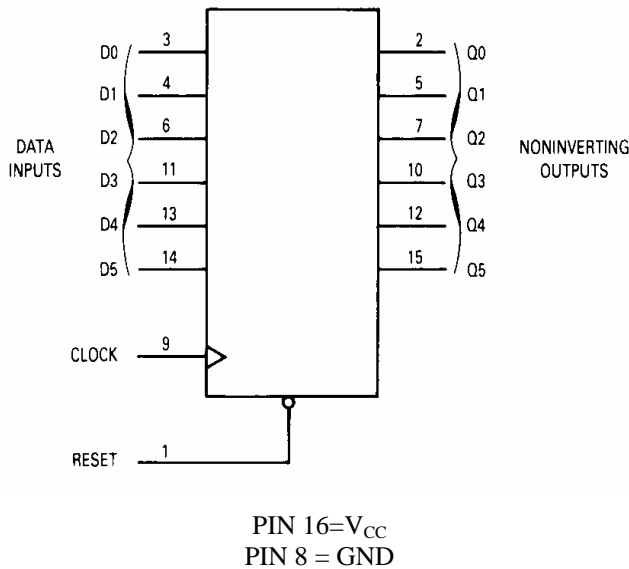 D0 3 2 Q0
D1 4 5 Q1
D2 6 7 Q2
DATA
INPUTS
NONINVERTING
OUTPUTS
D3 11 10 Q3
D4 13 12 Q4
D5 14 15 Q5
CLOCK 9
RESET 1
PIN 16=VCC
PIN 8 = GND